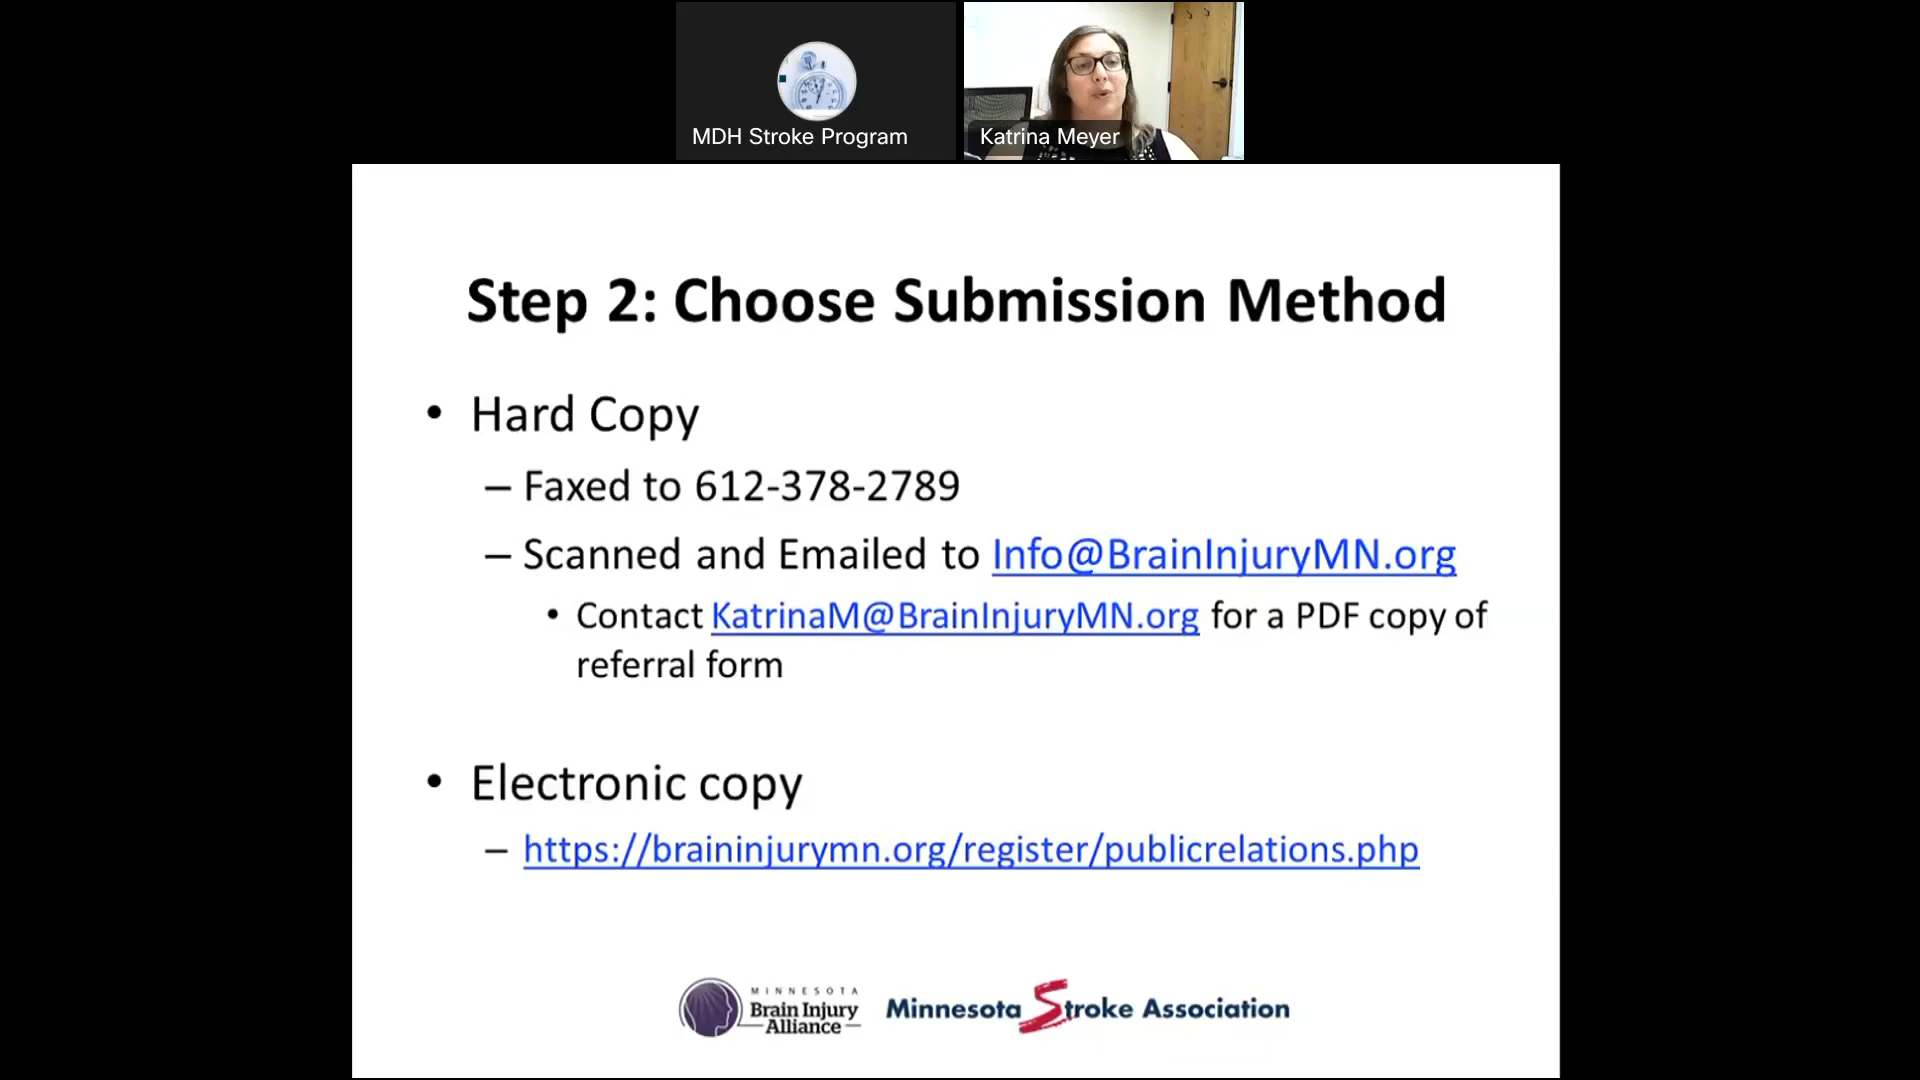 MDH Stroke Program
Katrina Meyer
Step 2: Choose Submission Method
• Hard Copy
– Faxed to 612-378-2789
– Scanned and Emailed to Info@BrainInjuryMN.org
• Contact KatrinaM@BrainInjuryMN.org for a PDF copy of
referral form
• Electronic copy
– https://braininjurymn.org/register/publicrelations.php
MINNESOTA
Brain Injury
Alliance
Minnesota Stroke Association